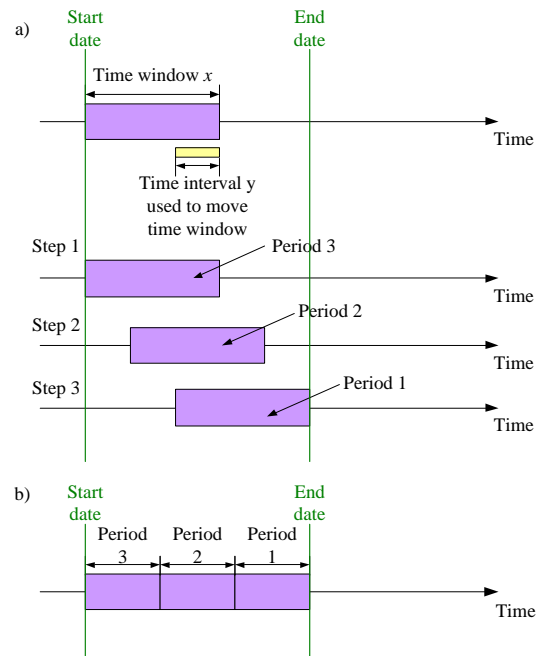 a)
Start
date
End
date
Time window x
Time
Time interval y
used to move
time window
Step 1
Period 3
Time
Step 2
Period 2
Time
Step 3
Period 1
Time
b)
Start
date
End
date
Period
3
Period
2
Period
1
Time